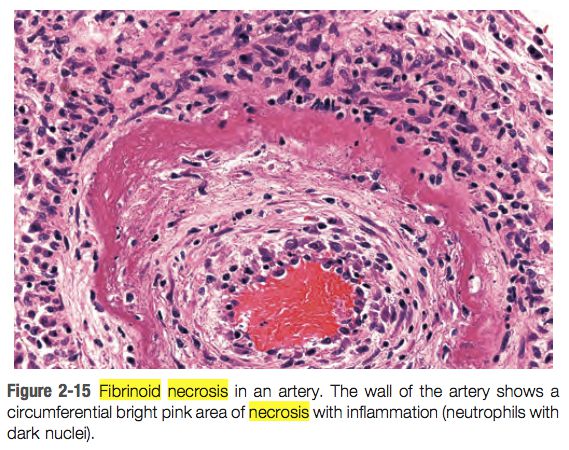 Figure 2-15 Fibrinoid necrosis in an artery. The wall of the artery shows a
circumferential bright pink area of necrosis with inflammation (neutrophils with
dark nuclei).